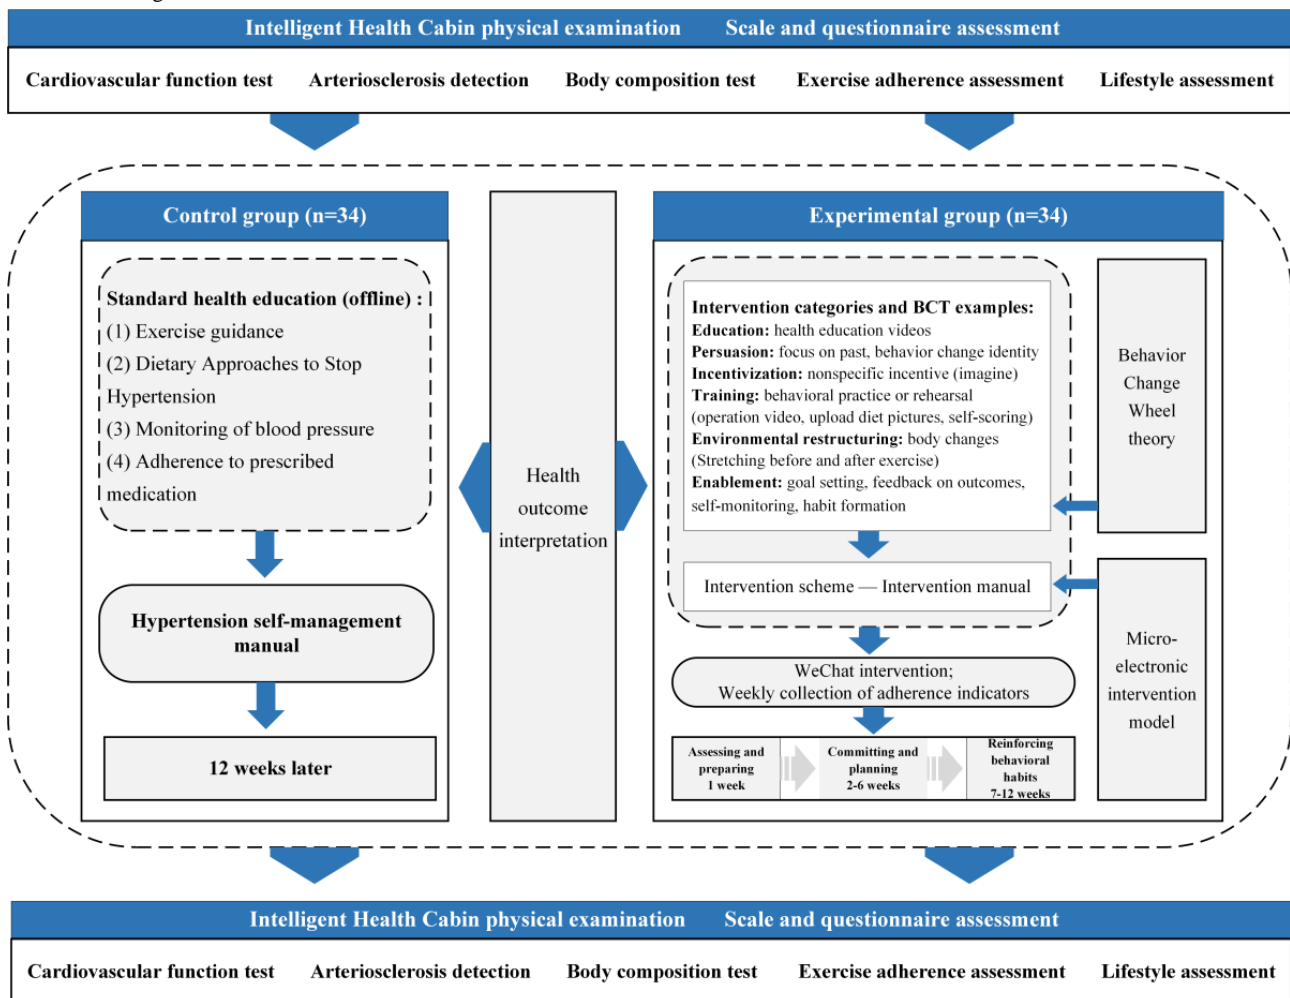 Intelligent Health Cabin physical examination Scale and questionnaire assessment
Cardiovascular function test Arteriosclerosis detection Body composition test Exercise adherence assessment Lifestyle assessment
Control group (n=34)
Standard health education (offline) :
(1) Exercise guidance
(2) Dietary Approaches to Stop
Hypertension
(3) Monitoring of blood pressure
(4) Adherence to prescribed
medication
Hypertension self-management
manual
12 weeks later
Health
outcome
interpretation
Experimental group (n=34)
Intervention categories and BCT examples:
Education: health education videos
Persuasion: focus on past, behavior change identity
Incentivization: nonspecific incentive (imagine)
Training: behavioral practice or rehearsal
(operation video, upload diet pictures, self-scoring)
Environmental restructuring: body changes
(Stretching before and after exercise)
Enablement: goal setting, feedback on outcomes,
self-monitoring, habit formation
Intervention scheme — Intervention manual
WeChat intervention;
Weekly collection of adherence indicators
Assessing and
preparing
1 week
Committing and
planning
2-6 weeks
Reinforcing
behavioral
habits
7-12 weeks
Behavior
Change
Wheel
theory
Micro-
electronic
intervention
model
Intelligent Health Cabin physical examination Scale and questionnaire assessment
Cardiovascular function test Arteriosclerosis detection Body composition test Exercise adherence assessment Lifestyle assessment